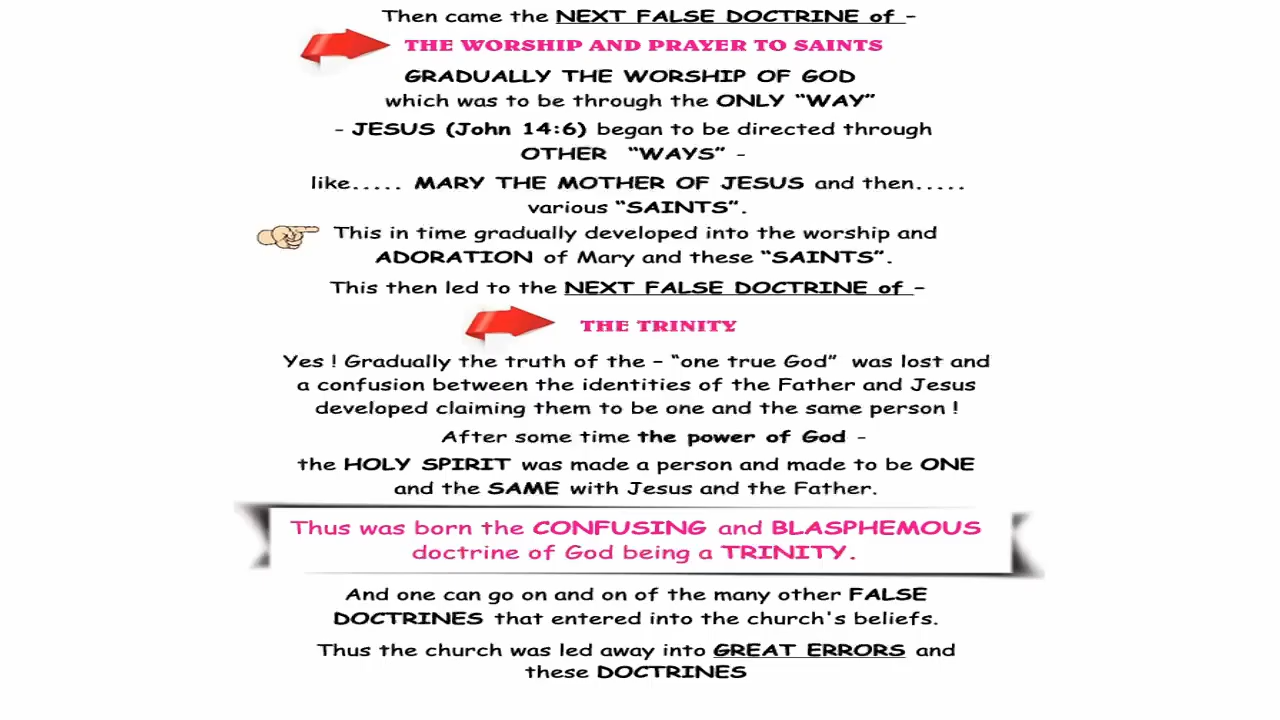 Then came the NEXT FALSE DOCTRINE of –
THE WORSHIP AND PRAYER TO SAINTS
GRADUALLY THE WORSHIP OF GOD
which was to be through the ONLY “WAY”
- JESUS (John 14:6) began to be directed through
OTHER “WAYS” -
like..... MARY THE MOTHER OF JESUS and then.....
various “SAINTS”.
This in time gradually developed into the worship and
ADORATION of Mary and these “SAINTS”.
This then led to the NEXT FALSE DOCTRINE of –
THE TRINITY
Yes ! Gradually the truth of the – “one true God” was lost and
a confusion between the identities of the Father and Jesus
developed claiming them to be one and the same person !
After some time the power of God -
the HOLY SPIRIT was made a person and made to be ONE
and the SAME with Jesus and the Father.
Thus was born the CONFUSING and BLASPHEMOUS
doctrine of God being a TRINITY.
And one can go on and on of the many other FALSE
DOCTRINES that entered into the church's beliefs.
Thus the church was led away into GREAT ERRORS and
these DOCTRINES